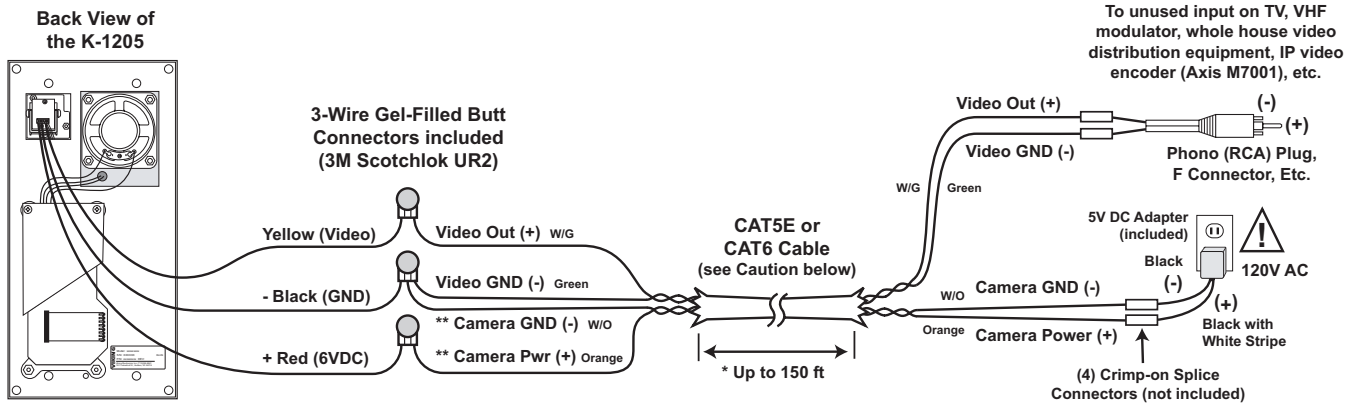 Back View of
the K-1205
3-Wire Gel-Filled Butt
Connectors included
(3M Scotchlok UR2)
Yellow (Video)
Video Out (+) W/G
- Black (GND)
Video GND (-) Green
** Camera GND (-) W/O
+ Red (6VDC)
** Camera Pwr (+) Orange
CAT5E or
CAT6 Cable
(see Caution below)
* Up to 150 ft
To unused input on TV, VHF
modulator, whole house video
distribution equipment, IP video
encoder (Axis M7001), etc.
Video Out (+)
Video GND (-)
W/G
Green
(-)
(+)
Phono (RCA) Plug,
F Connector, Etc.
5V DC Adapter
(included)
Black
(-)
120V AC
!
W/O
Camera GND (-)
Orange
Camera Power (+)
(+)
Black with
White Stripe
(4) Crimp-on Splice
Connectors (not included)